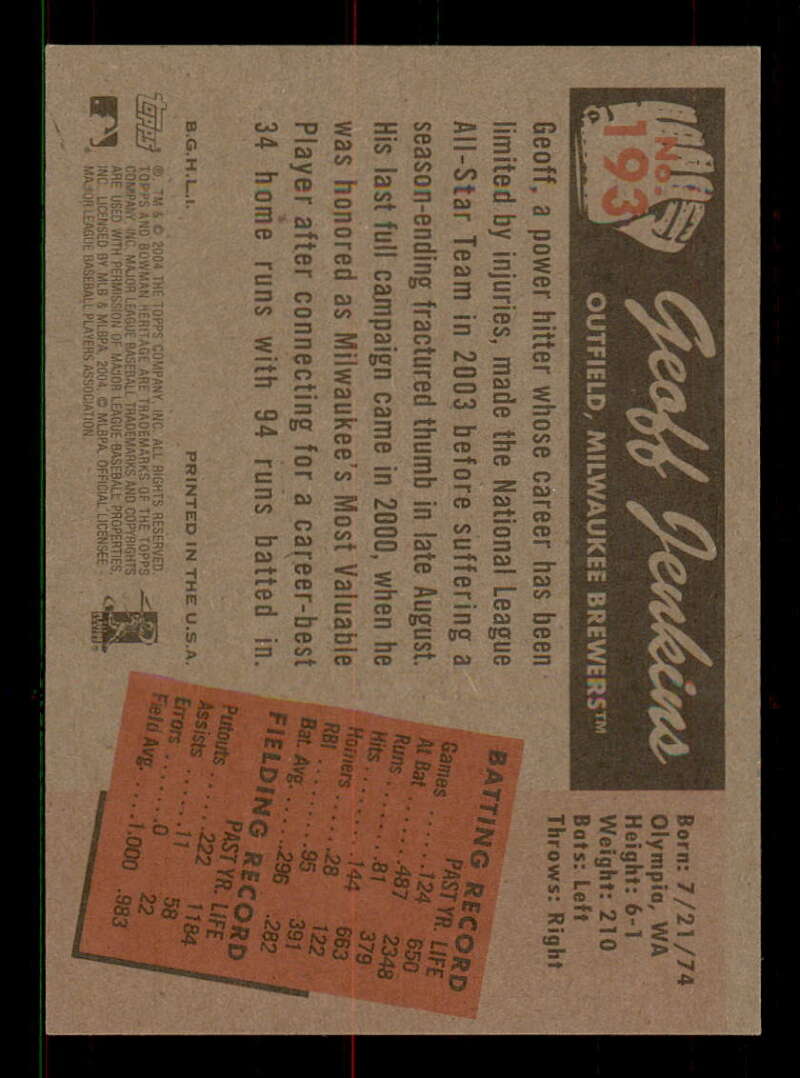 No.
193
Geoff Jenkins
OUTFIELD, MILWAUKEE BREWERS™
Born: 7/21/74
Olympia, WA
Height: 6-1
Weight: 210
Bats: Left
Throws: Right
Geoff, a power hitter whose career has been
limited by injuries, made the National League
All-Star Team in 2003 before suffering a
season-ending fractured thumb in late August.
His last full campaign came in 2000, when he
was honored as Milwaukee's Most Valuable
Player after connecting for a career-best
34 home runs with 94 runs batted in.
BATTING RECORD
PAST YR. LIFE
Games ......124 650
At Bat ......487 2348
Runs ........81 379
Hits ........144 663
Homers ......28 122
RBI ........95 391
Bat. Avg. .....296 .282
FIELDING RECORD
PAST YR. LIFE
Putouts ......222 1184
Assists ......11 58
Errors .......0 22
Field Avg. ....1.000 .983
B.G.H.L.I. PRINTED IN THE U.S.A.
Topps
®, TM & © 2004 THE TOPPS COMPANY, INC. ALL RIGHTS RESERVED.
TOPPS AND BOWMAN HERITAGE ARE TRADEMARKS OF THE TOPPS
COMPANY, INC. MAJOR LEAGUE BASEBALL TRADEMARKS AND COPYRIGHTS
ARE USED WITH PERMISSION OF MAJOR LEAGUE BASEBALL PROPERTIES,
INC. LICENSED BY MLB & MLBPA, 2004. © MLBPA, OFFICIAL LICENSEE-
MAJOR LEAGUE BASEBALL PLAYERS ASSOCIATION